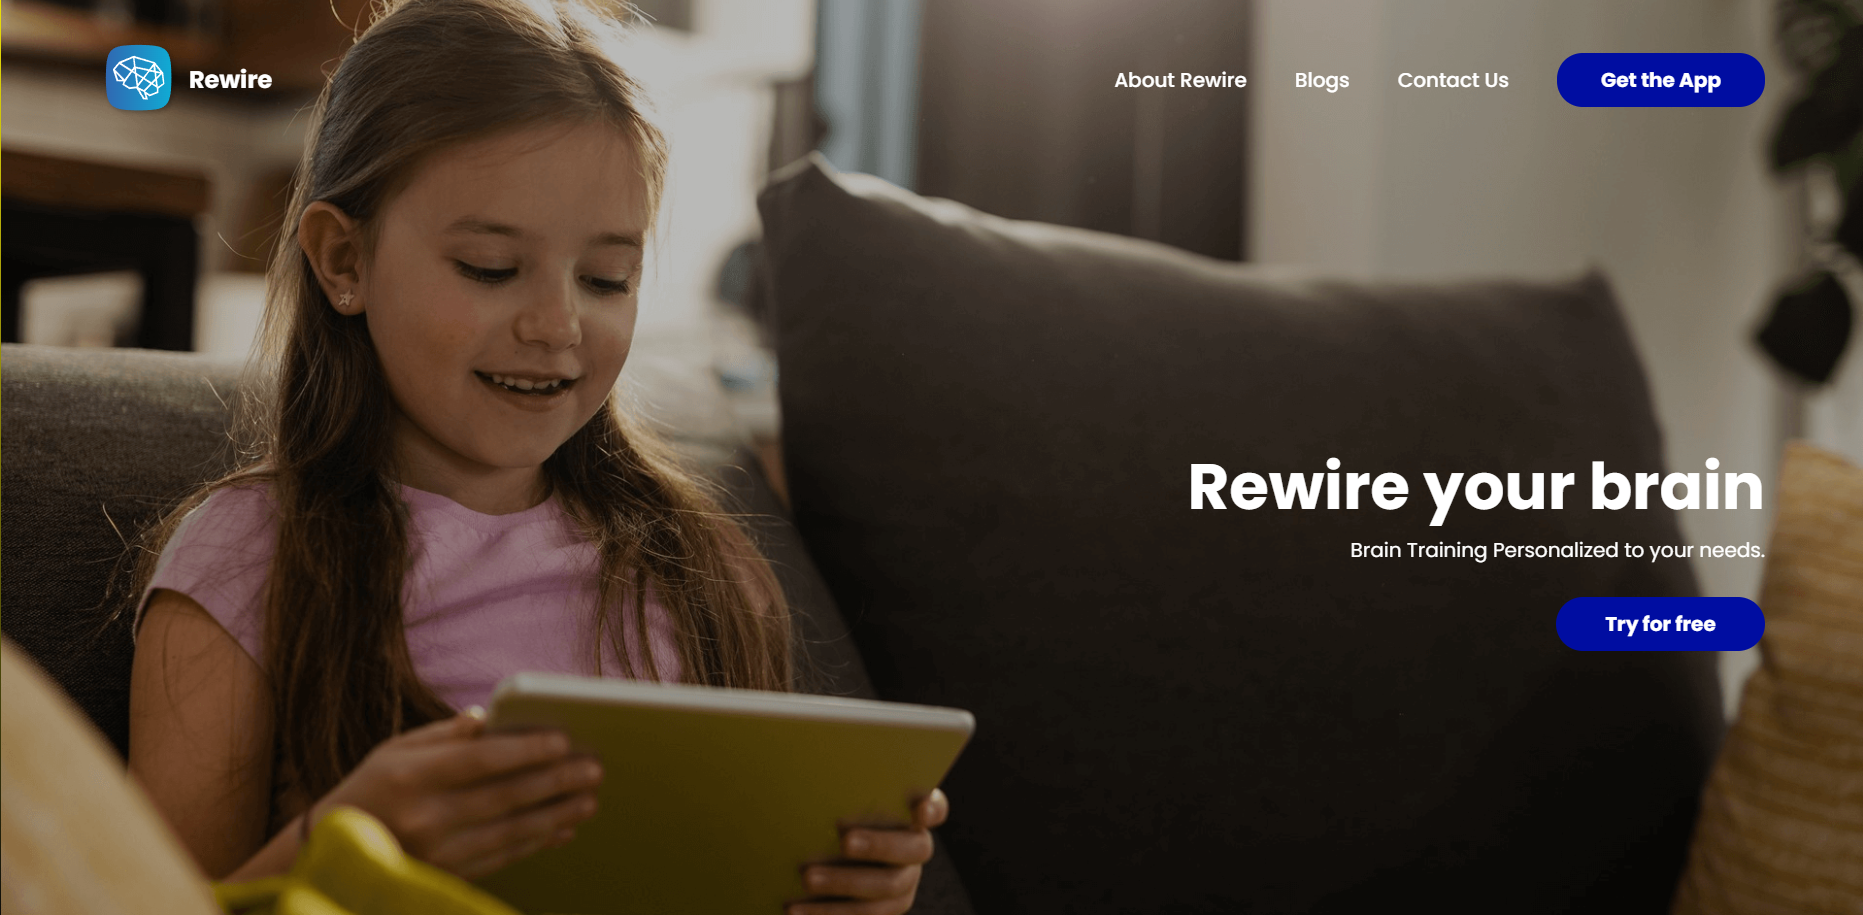 Rewire
About Rewire
Blogs
Contact Us
Get the App
Rewire your brain
Brain Training Personalized to your needs.
Try for free